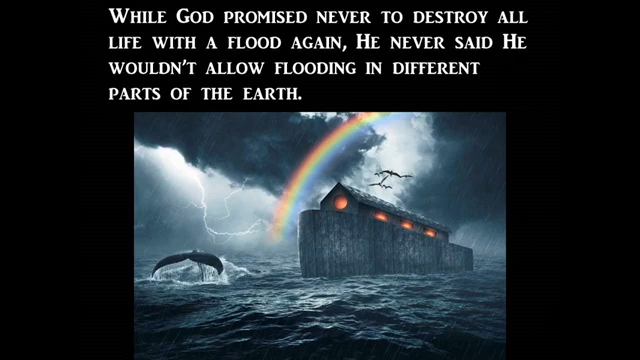 While God promised never to destroy all
life with a flood again, He never said He
wouldn't allow flooding in different
parts of the earth.